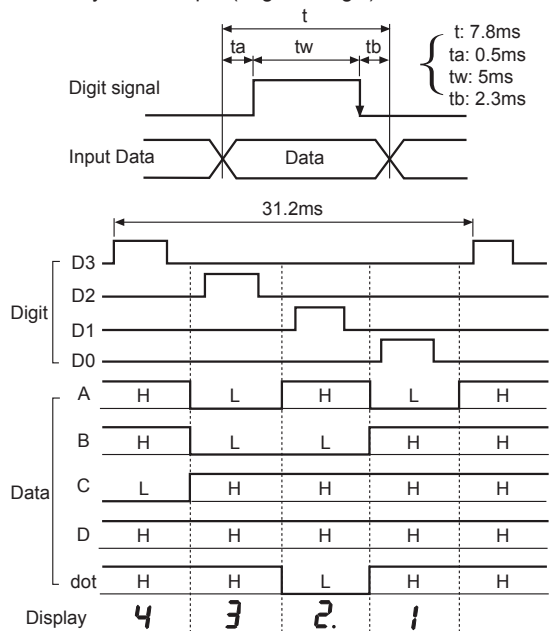 t
t: 7.8ms
ta tw tb
ta: 0.5ms
tw: 5ms
tb: 2.3ms
Digit signal
Input Data Data
31.2ms
D3
D2
Digit
D1
D0
A H L H L H
B H L L H H
Data C L H H H H
D H H H H H
dot H H L H H
Display 4 3 2. 1